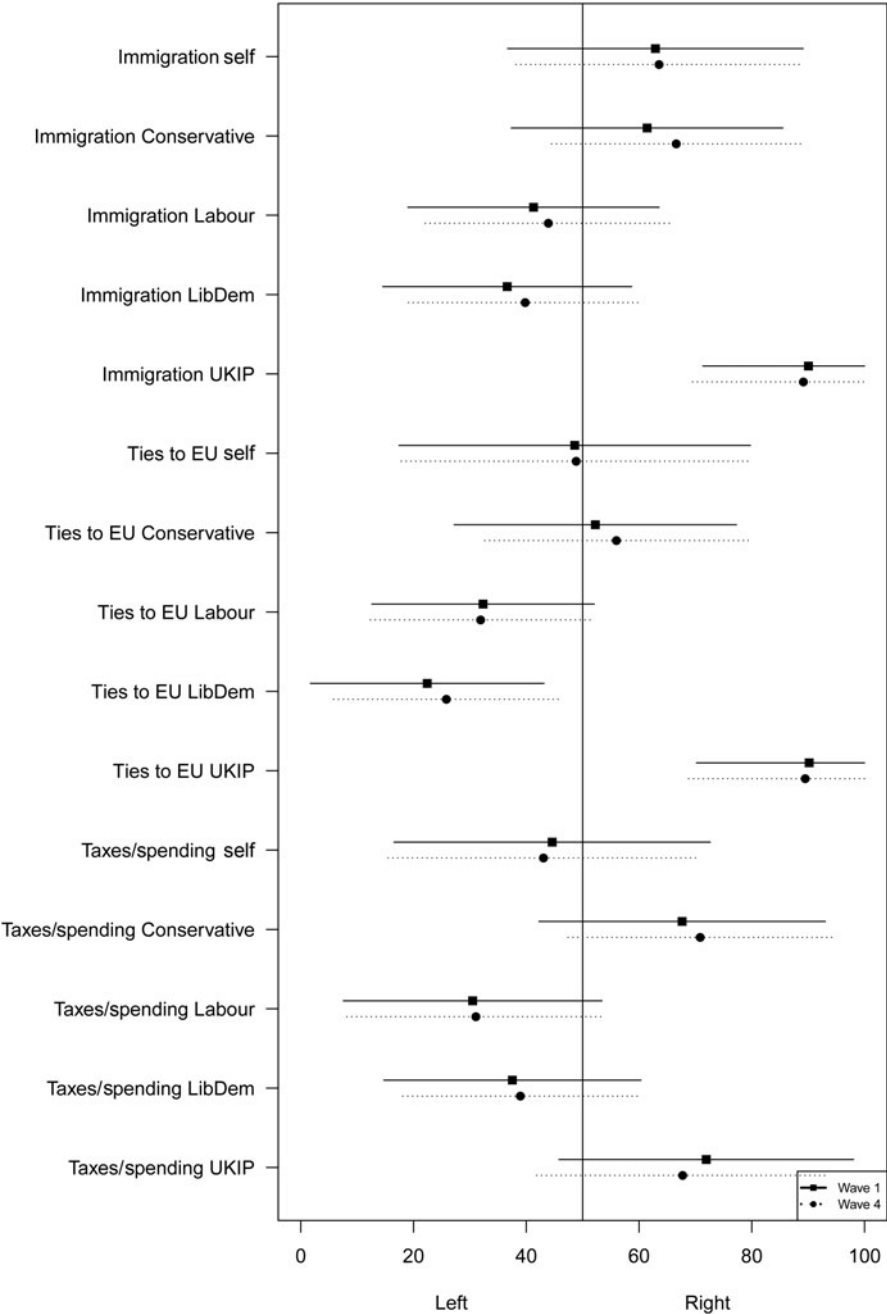 Immigration self
Immigration Conservative
Immigration Labour
Immigration LibDem
Immigration UKIP
Ties to EU self
Ties to EU Conservative
Ties to EU Labour
Ties to EU LibDem
Ties to EU UKIP
Taxes/spending self
Taxes/spending Conservative
Taxes/spending Labour
Taxes/spending LibDem
Taxes/spending UKIP
Wave 1
Wave 4
0 20 40 60 80 100
Left Right